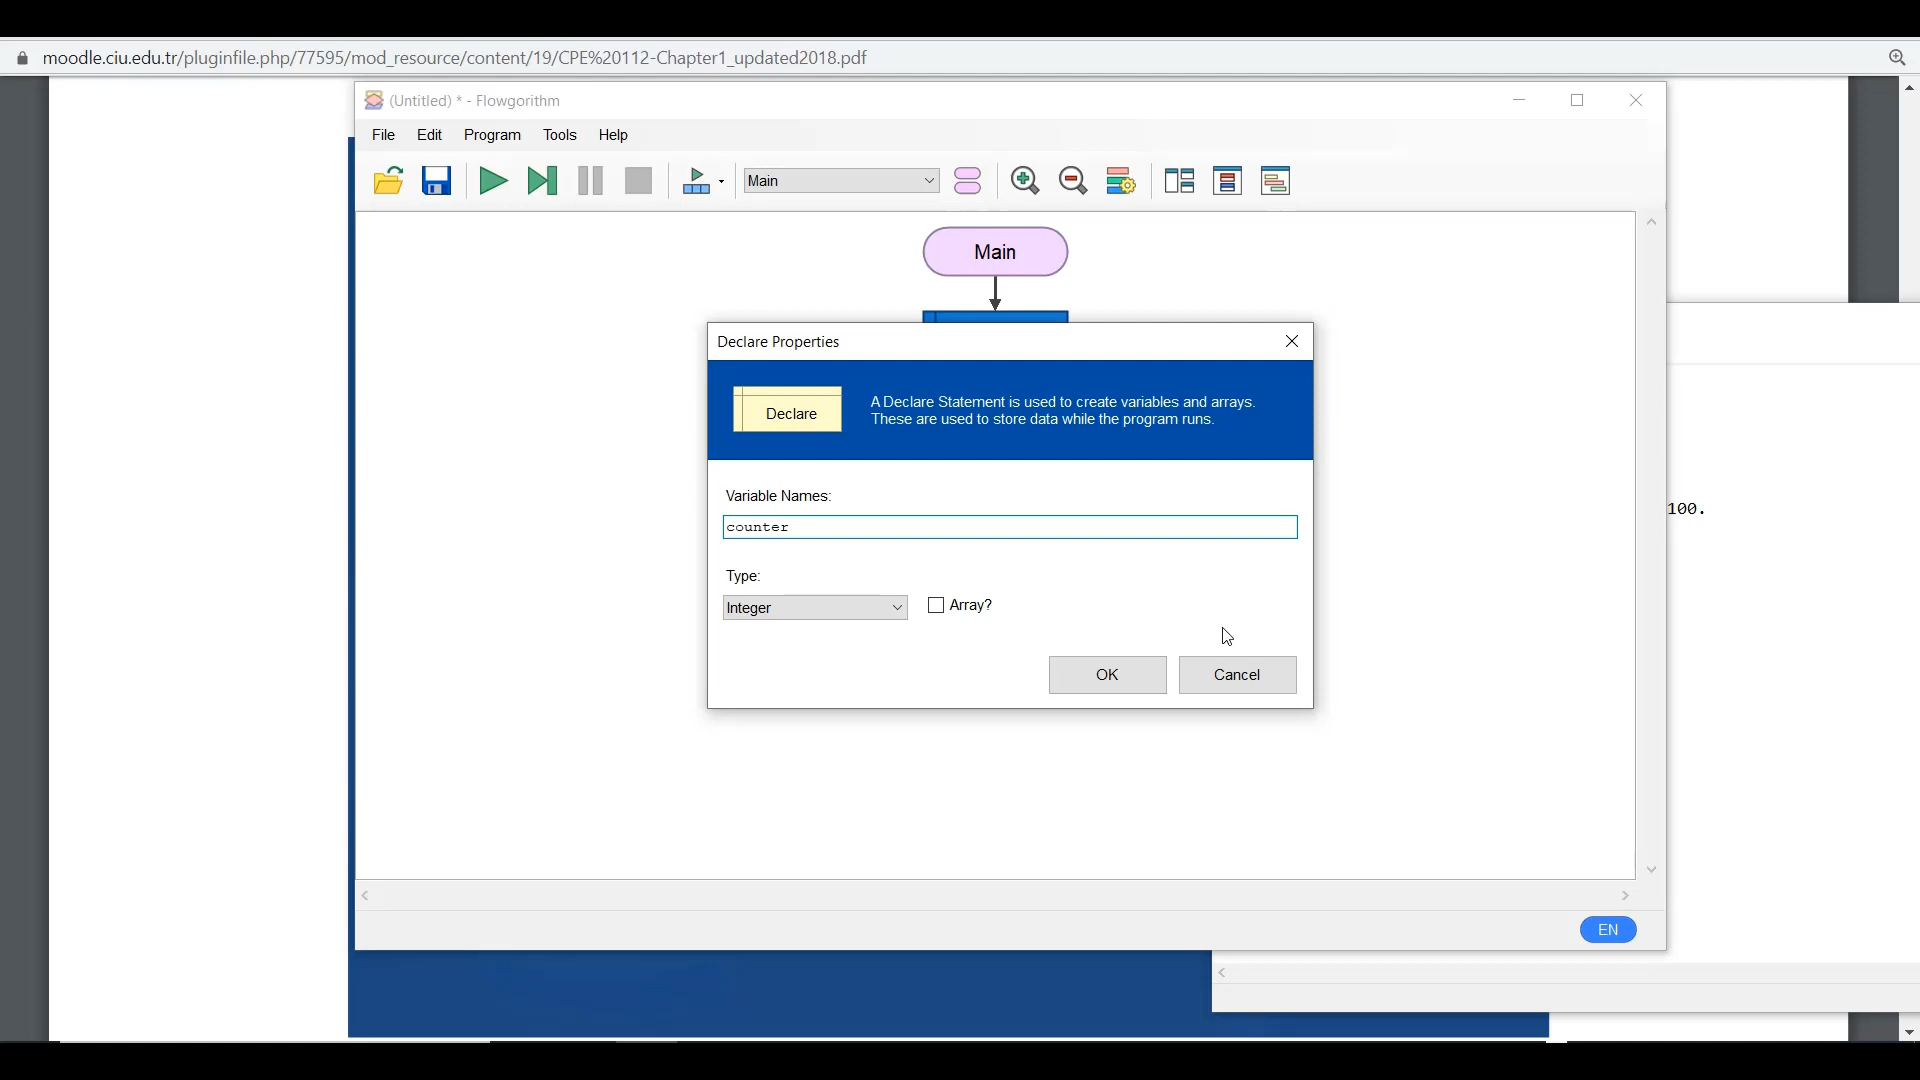 moodle.ciu.edu.tr/pluginfile.php/77595/mod_resource/content/19/CPE%20112-Chapter1_updated2018.pdf
(Untitled) * - Flowgorithm
File Edit Program Tools Help
Main
Main
Declare Properties
Declare
A Declare Statement is used to create variables and arrays.
These are used to store data while the program runs.
Variable Names:
counter
100.
Type:
Integer
Array?
OK
Cancel
EN